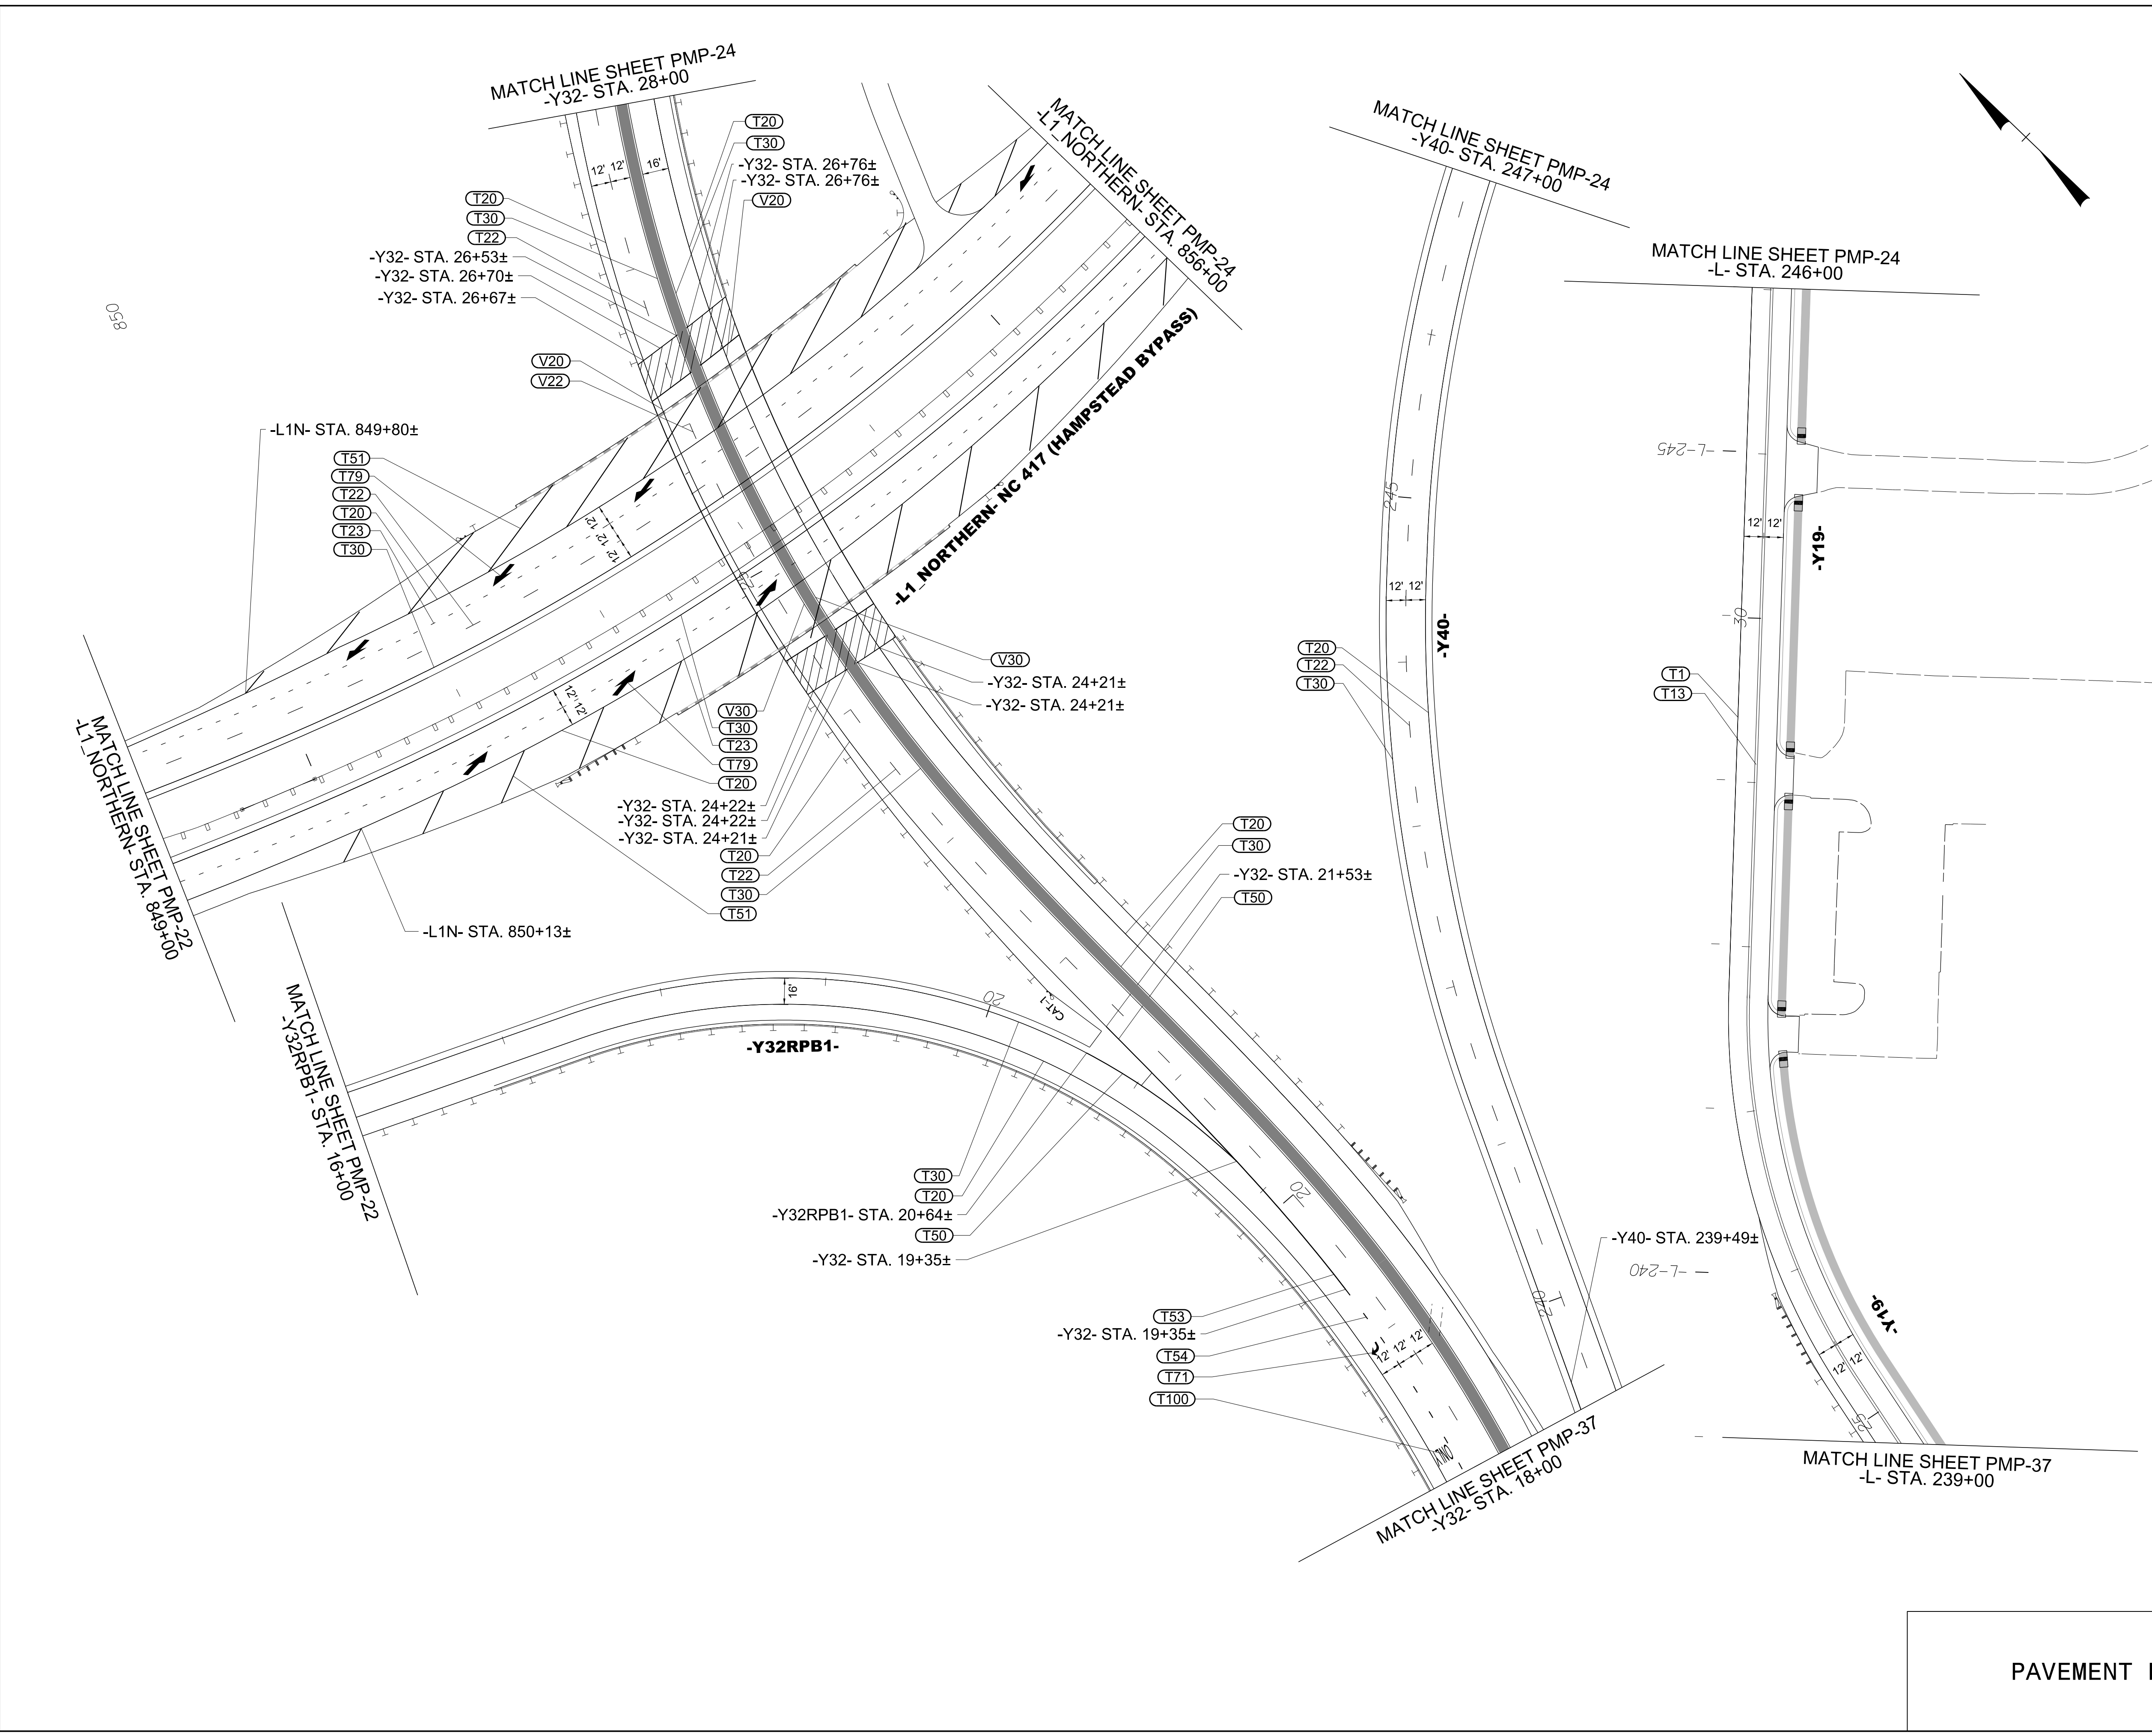 MATCH LINE SHEET PMP-24
-Y32- STA. 28+00
12' 12' 16'
T20
T30
-Y32- STA. 26+76±
-Y32- STA. 26+76±
V20
T20
T30
T22
-Y32- STA. 26+53±
-Y32- STA. 26+70±
-Y32- STA. 26+67±
V20
V22
850
-L1N- STA. 849+80±
T51
T79
T22
T20
T23
T30
12' 12' 12'
MATCH LINE SHEET PMP-24
-L1_NORTHERN- STA. 856+00
-L1_NORTHERN- NC 417 (HAMPSTEAD BYPASS)
V30
-Y32- STA. 24+21±
-Y32- STA. 24+21±
12' 12'
V30
T30
T23
T79
T20
-Y32- STA. 24+22±
-Y32- STA. 24+22±
-Y32- STA. 24+21±
T20
T22
T30
T51
-L1N- STA. 850+13±
MATCH LINE SHEET PMP-22
-L1_NORTHERN- STA. 849+00
MATCH LINE SHEET PMP-22
-Y32RPB1- STA. 16+00
16'
-Y32RPB1-
20
CAT-1
T20
T30
-Y32- STA. 21+53±
T50
T30
T20
-Y32RPB1- STA. 20+64±
T50
-Y32- STA. 19+35±
20
T53
-Y32- STA. 19+35±
T54
T71
T100
12' 12' 12'
ONLY
MATCH LINE SHEET PMP-37
-Y32- STA. 18+00
MATCH LINE SHEET PMP-24
-Y40- STA. 247+00
245
12' 12'
-Y40-
T20
T22
T30
240
-Y40- STA. 239+49±
MATCH LINE SHEET PMP-24
-L- STA. 246+00
-L-245
12' 12'
-Y19-
30
T1
T13
-L-240
-Y19-
12' 12'
25
MATCH LINE SHEET PMP-37
-L- STA. 239+00
PAVEMENT